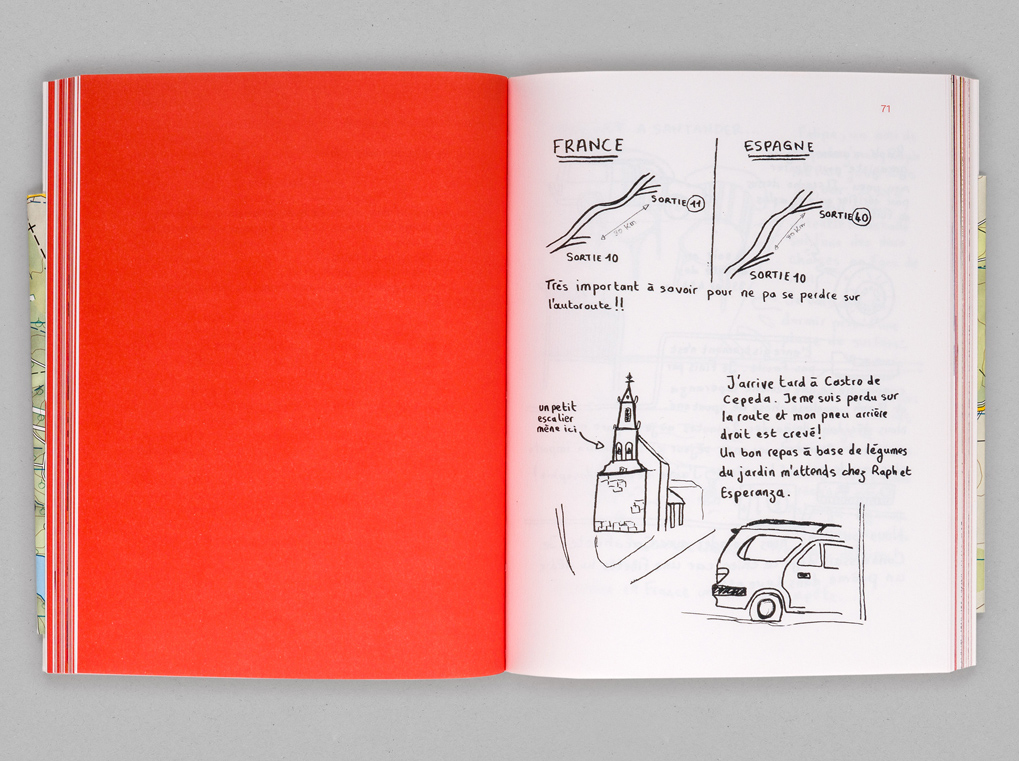 71
FRANCE
SORTIE 11
20 km
SORTIE 10
ESPAGNE
SORTIE 40
SORTIE 10
Très important à savoir pour ne pa se perdre sur
l'autoroute !!
un petit
escalier
mène ici
J'arrive tard à Castro de
Cepeda. Je me suis perdu sur
la route et mon pneu arrière
droit est crevé!
Un bon repas à base de légumes
du jardin m'attends chez Raph et
Esperanza.